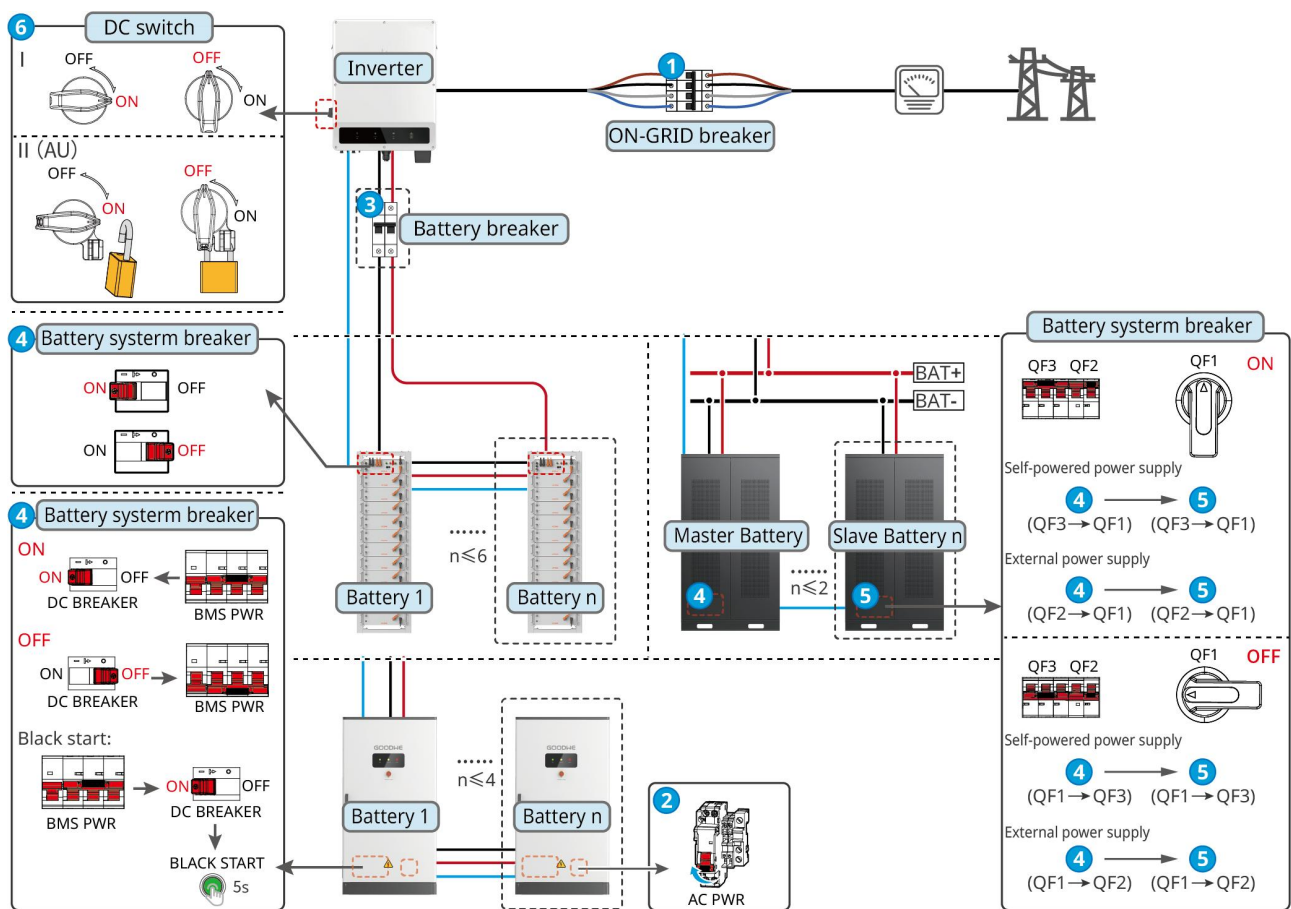 6
DC switch
I
OFF
ON
OFF
ON
II (AU)
OFF
ON
OFF
ON
Inverter
1
ON-GRID breaker
3
Battery breaker
4
Battery systerm breaker
ON
OFF
ON
OFF
4
Battery systerm breaker
ON
ON
OFF
DC BREAKER
BMS PWR
OFF
ON
OFF
DC BREAKER
BMS PWR
Black start:
BMS PWR
ON
OFF
DC BREAKER
BLACK START
5s
......
n≤6
Battery 1
Battery n
BAT+
BAT-
Master Battery
Slave Battery n
......
n≤2
4
5
GOODWE
GOODWE
......
n≤4
Battery 1
Battery n
2
AC PWR
Battery systerm breaker
QF3 QF2
QF1
ON
Self-powered power supply
4 → 5
(QF3→QF1) (QF3→QF1)
External power supply
4 → 5
(QF2→QF1) (QF2→QF1)
QF3 QF2
QF1
OFF
Self-powered power supply
4 → 5
(QF1→QF3) (QF1→QF3)
External power supply
4 → 5
(QF1→QF2) (QF1→QF2)